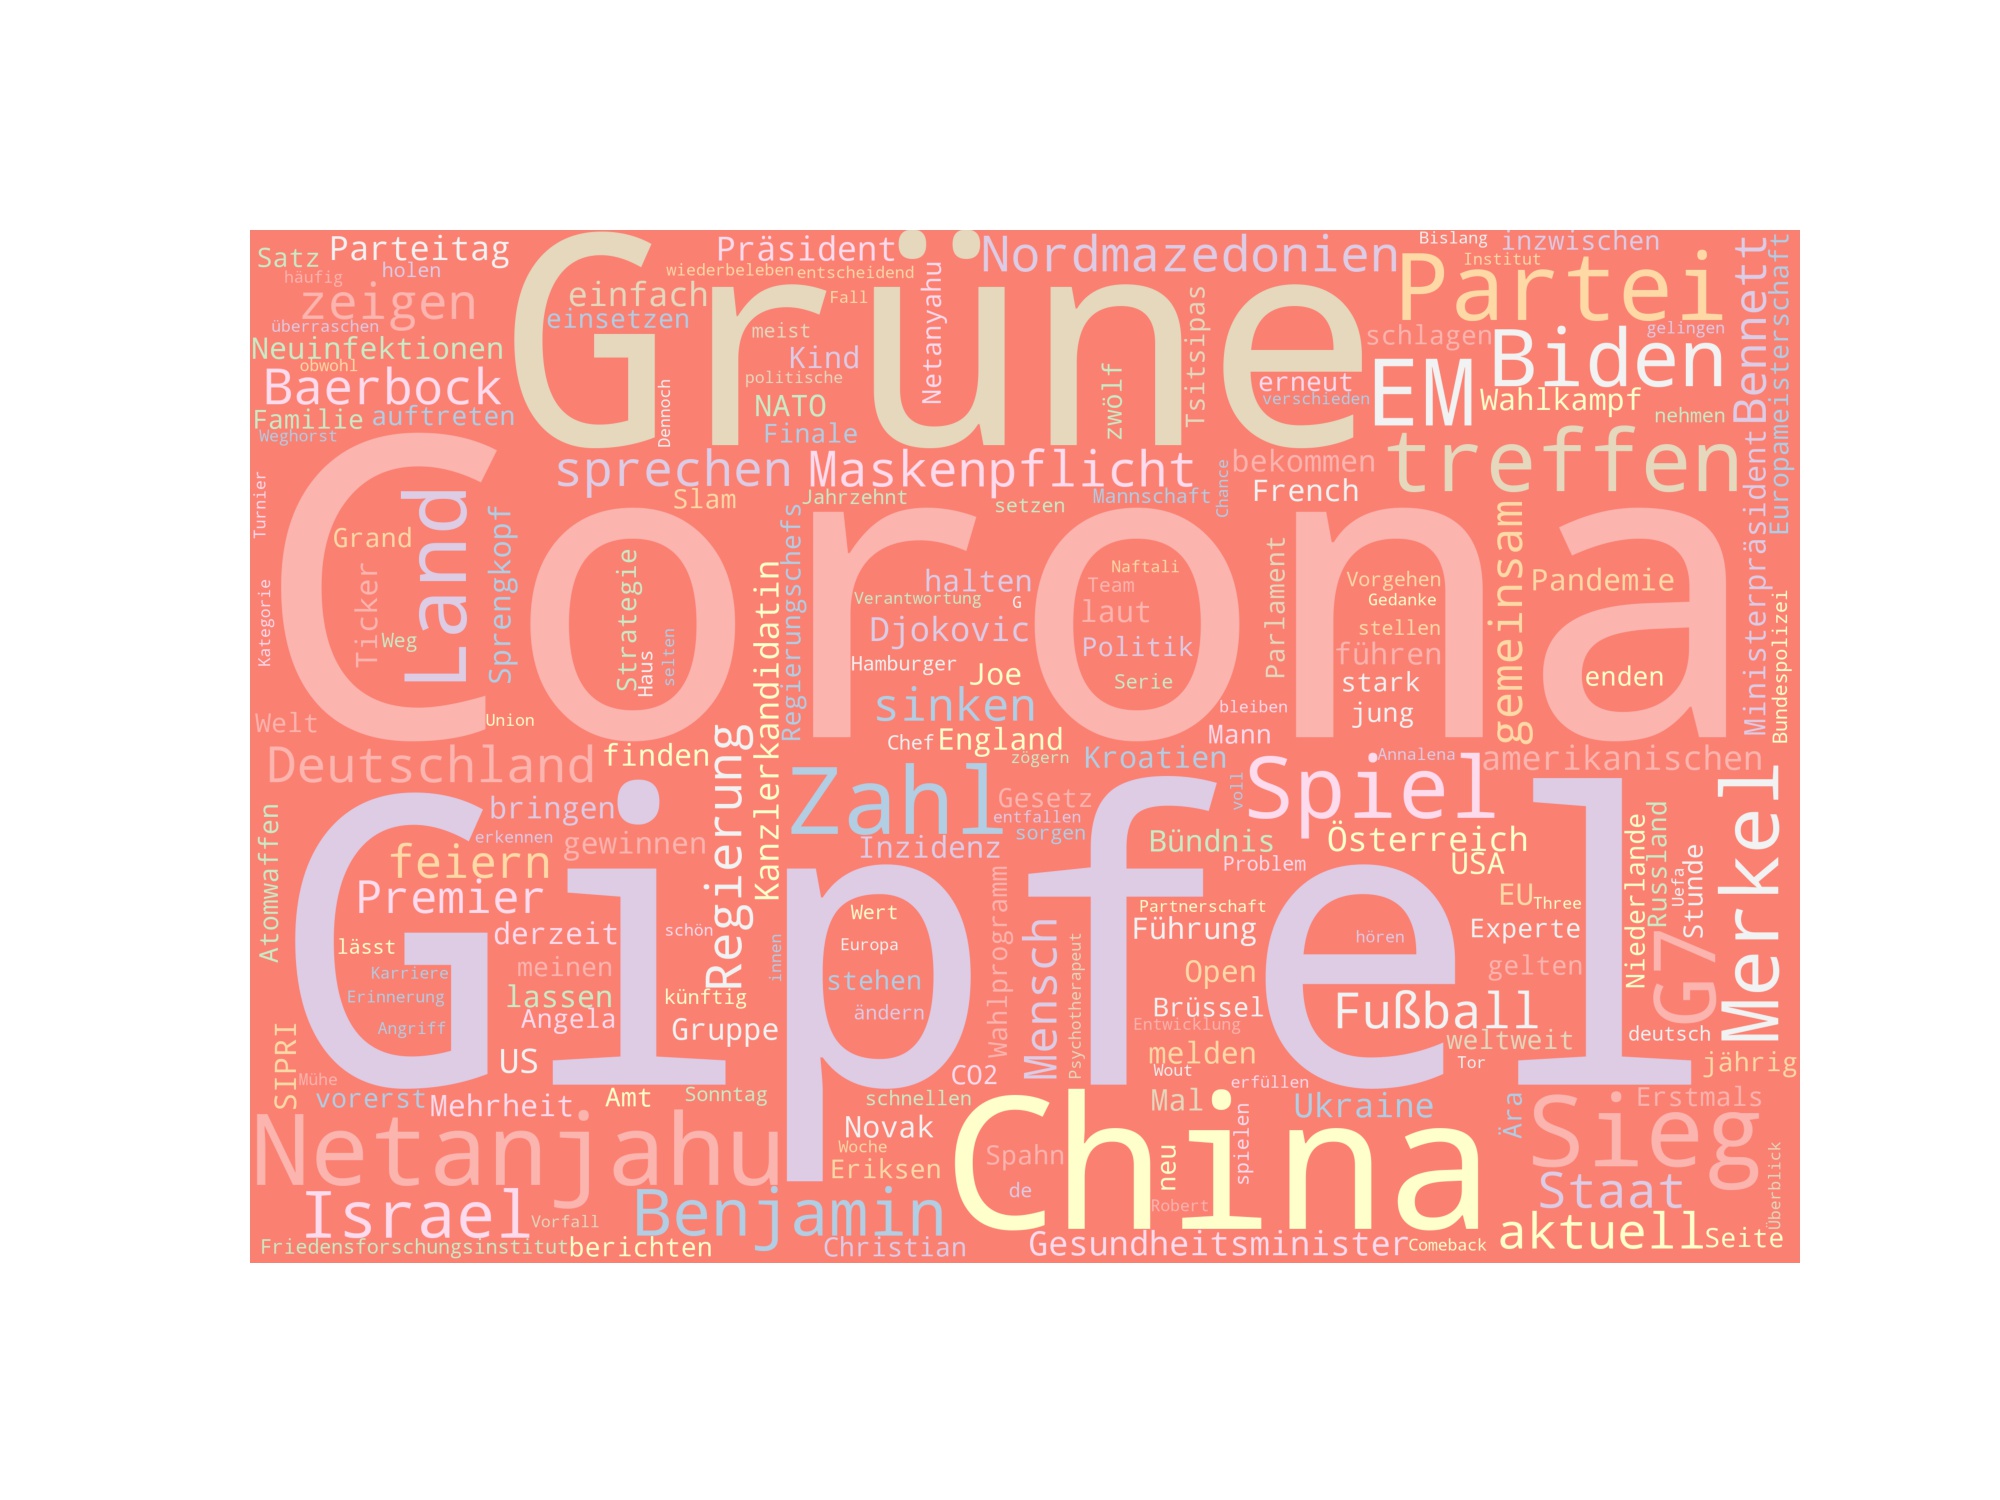 Satz
Parteitag
Grüne
Präsident
Nordmazedonien
Bislang
inzwischen
häufig
holen
wiederbeleben
entscheidend
Institut
Partei
zeigen
einfach
Fall
Netanyahu
Tsitsipas
Bennett
Europameisterschaft
überraschen
einsetzen
meist
schlagen
gelingen
Neuinfektionen
Kind
Biden
obwohl
politische
erneut
EM
Baerbock
Dennoch
NATO
zwölf
verschieden
Wahlkampf
Familie
auftreten
nehmen
Weghorst
Finale
treffen
Corona
sprechen
Maskenpflicht
bekommen
Turnier
Land
Slam
Jahrzehnt
setzen
Mannschaft
Chance
French
Grand
Sprengkopf
Regierungschefs
gemeinsam
Ministerpräsident
Ticker
Strategie
Kanzlerkandidatin
halten
Naftali
Team
Parlament
Vorgehen
Pandemie
Kategorie
Verantwortung
G
laut
Gedanke
Bundespolizei
Weg
Djokovic
stellen
Haus
selten
Hamburger
Politik
führen
Joe
Serie
stark
enden
Welt
Union
sinken
bleiben
jung
Regierung
Chef
England
Mann
Deutschland
finden
zögern
Kroatien
Annalena
amerikanischen
Gipfel
Zahl
Spiel
Merkel
bringen
Gesetz
voll
Atomwaffen
erkennen
gewinnen
entfallen
sorgen
Bündnis
Österreich
Niederlande
Russland
feiern
Inzidenz
Problem
USA
Uefa
Stunde
Premier
Wahlprogramm
EU
Three
Wert
Partnerschaft
lässt
derzeit
schön
Europa
Mensch
Führung
hören
Experte
G7
Karriere
meinen
innen
stehen
Psychotherapeut
Open
gelten
Erinnerung
lassen
künftig
ändern
Brüssel
Fußball
Angriff
Angela
Gruppe
Entwicklung
deutsch
SIPRI
weltweit
US
melden
Tor
jährig
Mühe
CO2
Wout
erfüllen
vorerst
Mehrheit
Amt
Sonntag
schnellen
China
Mal
Ukraine
Ära
Sieg
Erstmals
Netanjahu
Novak
Woche
Eriksen
Spahn
neu
spielen
Überblick
Israel
Vorfall
Benjamin
de
Robert
Staat
Friedensforschungsinstitut
berichten
Christian
Gesundheitsminister
Comeback
aktuell
Seite